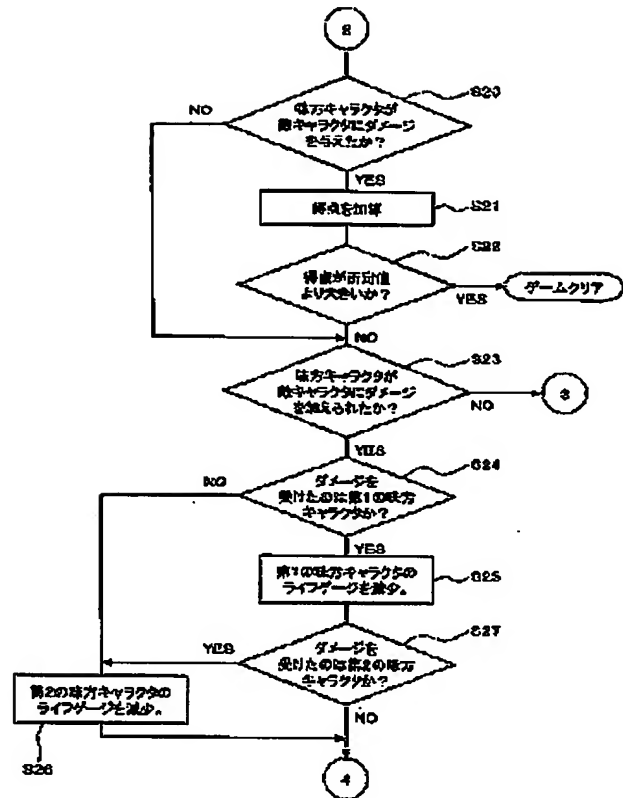 2
S20
味方キャラクタが
敵キャラクタにダメージ
を与えたか？
NO
YES
得点を加算
S21
S22
得点が所定値
より大きいか？
YES
ゲームクリア
NO
S23
味方キャラクタが
敵キャラクタにダメージ
を与えられたか？
NO
3
YES
S24
ダメージを
受けたのは第1の味方
キャラクタか？
NO
YES
第1の味方キャラクタの
ライフゲージを減少。
S25
S27
ダメージを
受けたのは第2の味方
キャラクタか？
YES
NO
第2の味方キャラクタの
ライフゲージを減少。
S26
4